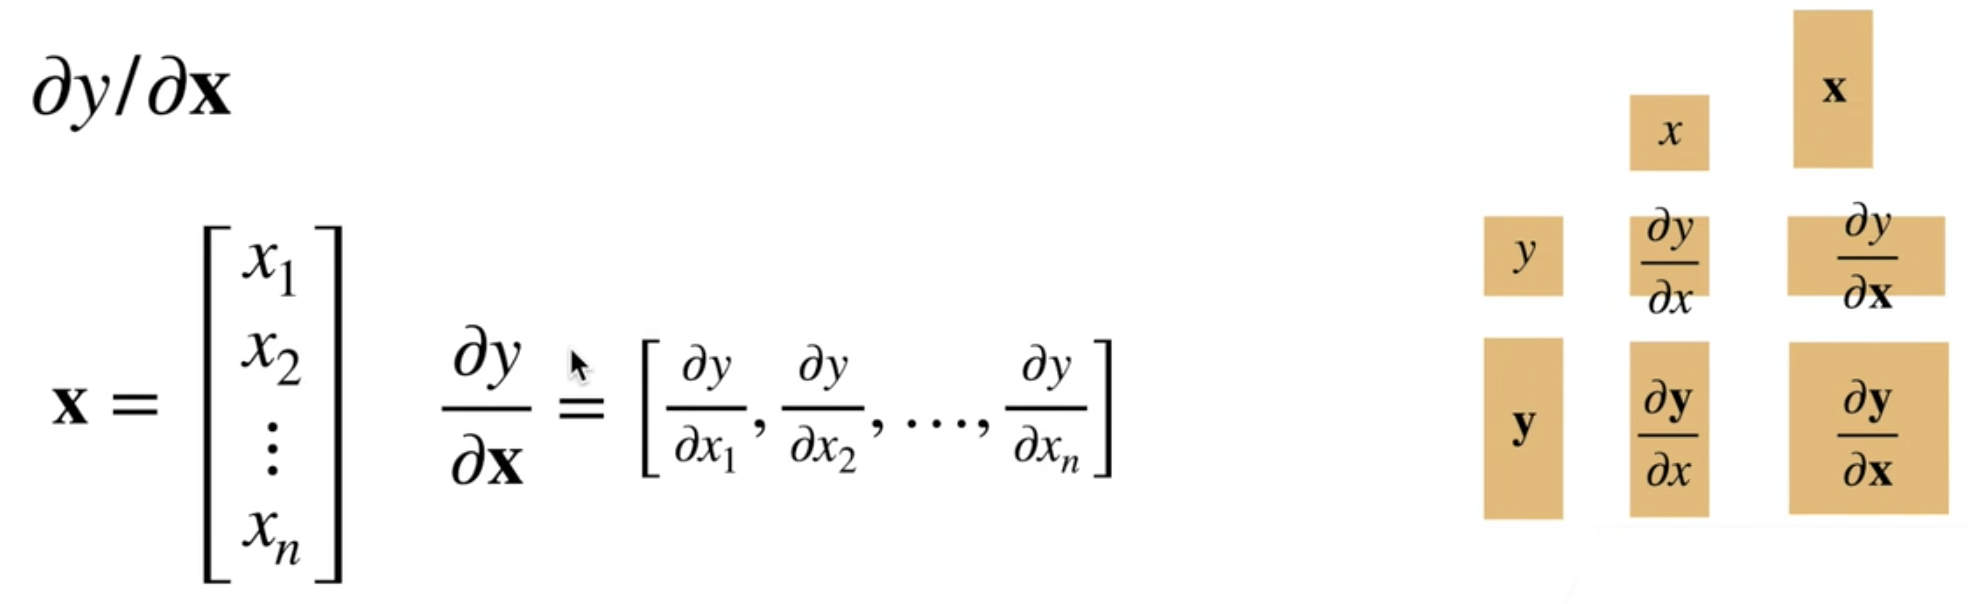 ∂y/∂𝐱
𝐱 = [x₁ x₂ ⋮ xₙ]
∂y/∂𝐱 = [∂y/∂x₁, ∂y/∂x₂, …, ∂y/∂xₙ]
x 𝐱
y ∂y/∂x ∂y/∂𝐱
𝐲 ∂𝐲/∂x ∂𝐲/∂𝐱